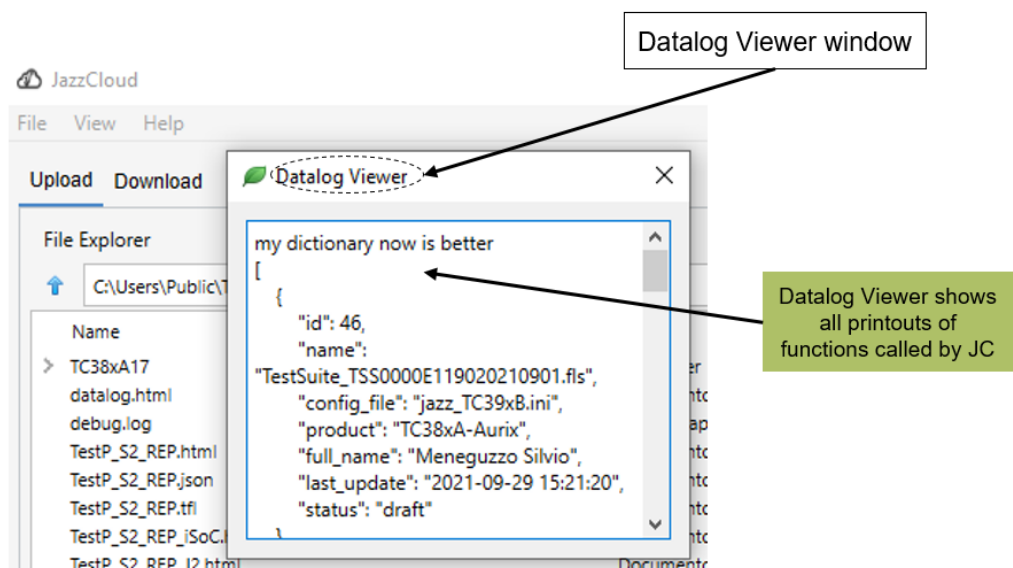 Datalog Viewer window
JazzCloud
File View Help
Upload Download
Datalog Viewer
File Explorer
C:\Users\Public\T
Name
TC38xA17
datalog.html
debug.log
TestP_S2_REP.html
TestP_S2_REP.json
TestP_S2_REP.tfl
TestP_S2_REP_iSoC.
TestP_S2_REP_J2.html
my dictionary now is better
[
{
"id": 46,
"name":
"TestSuite_TSS0000E119020210901.fls",
"config_file": "jazz_TC39xB.ini",
"product": "TC38xA-Aurix",
"full_name": "Meneguzzo Silvio",
"last_update": "2021-09-29 15:21:20",
"status": "draft"
}
Datalog Viewer shows
all printouts of
functions called by JC
Documento